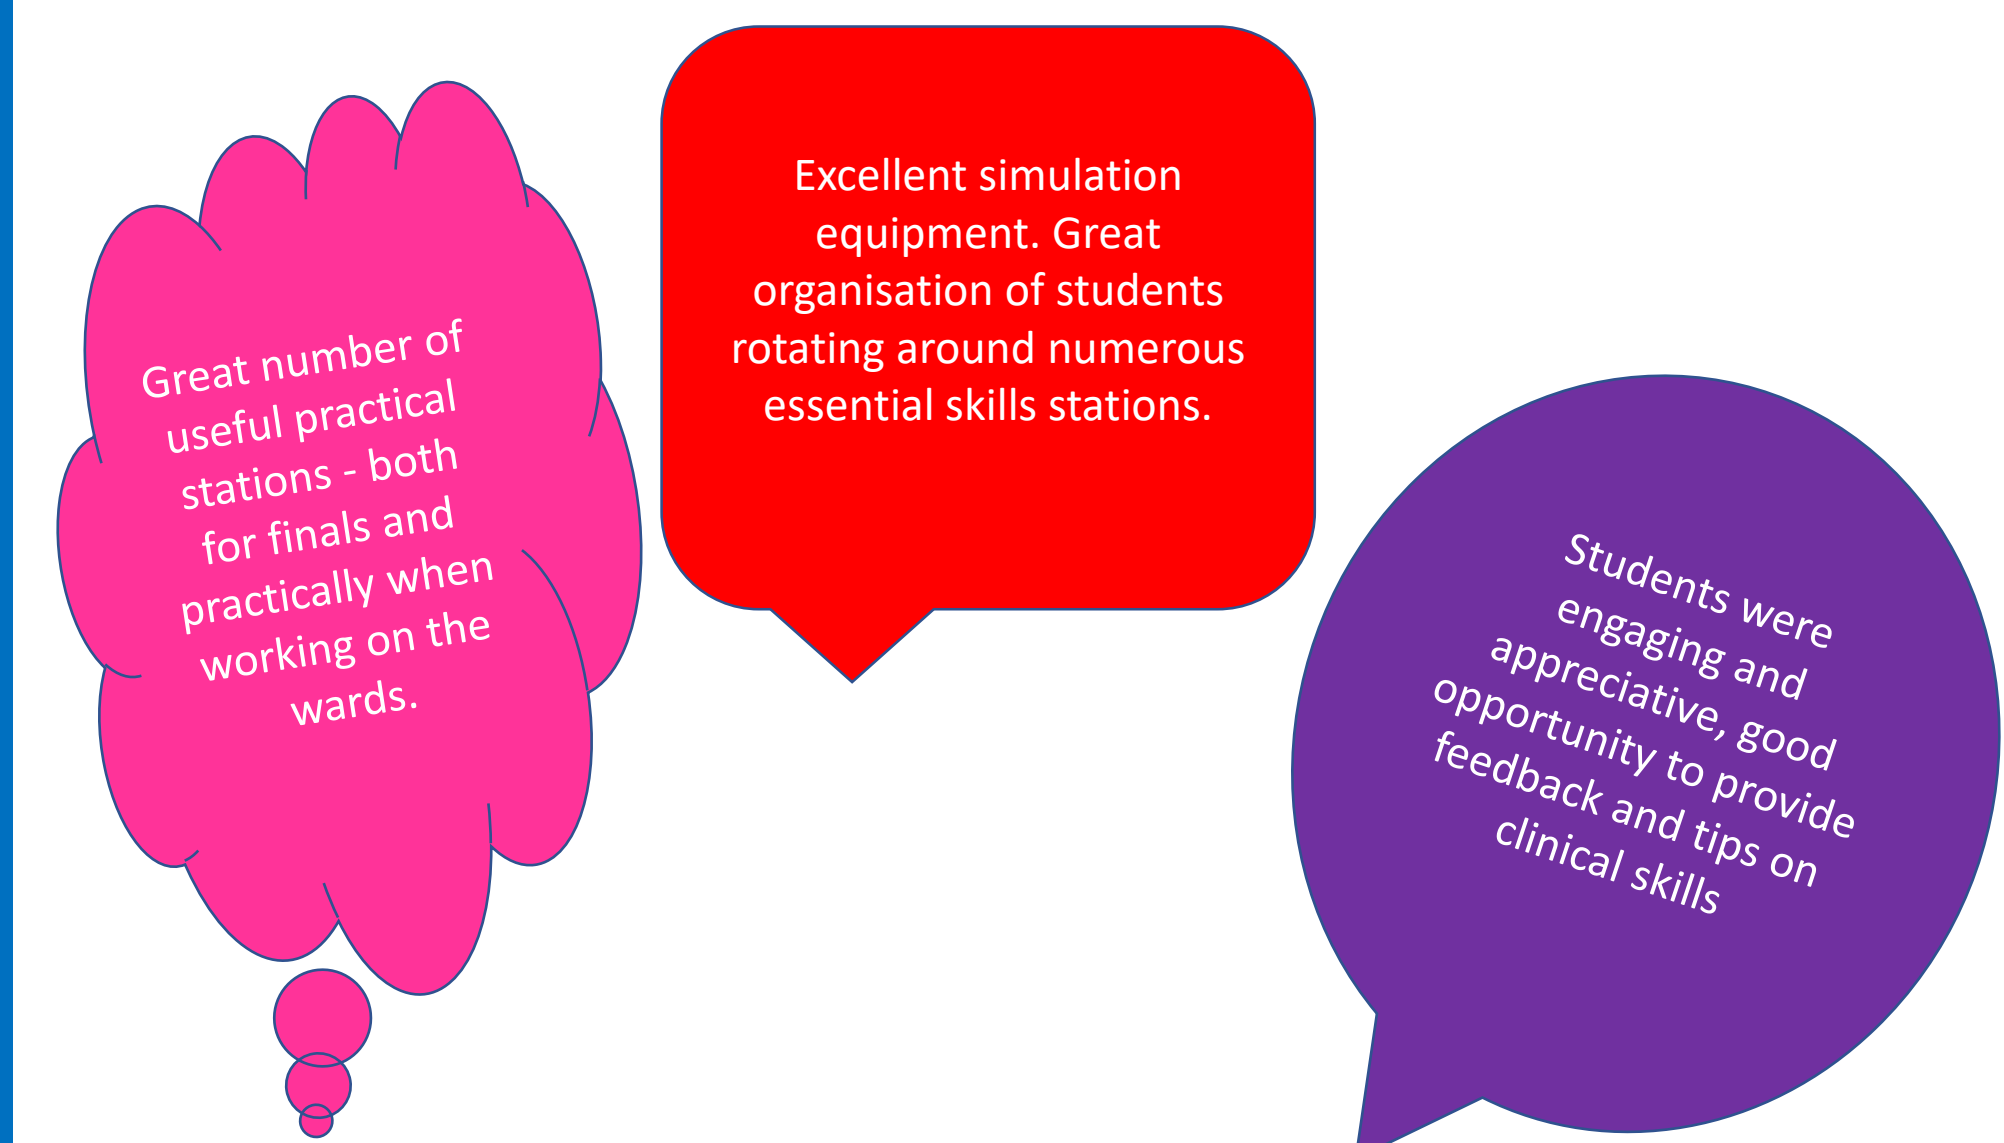 Great number of
useful practical
stations - both
for finals and
practically when
working on the
wards.
Excellent simulation
equipment. Great
organisation of students
rotating around numerous
essential skills stations.
Students were
engaging and
appreciative, good
opportunity to provide
feedback and tips on
clinical skills